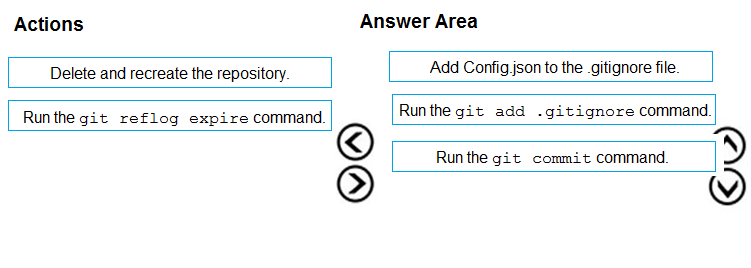 Actions
Delete and recreate the repository.
Run the git reflog expire command.
Answer Area
Add Config.json to the .gitignore file.
Run the git add .gitignore command.
Run the git commit command.